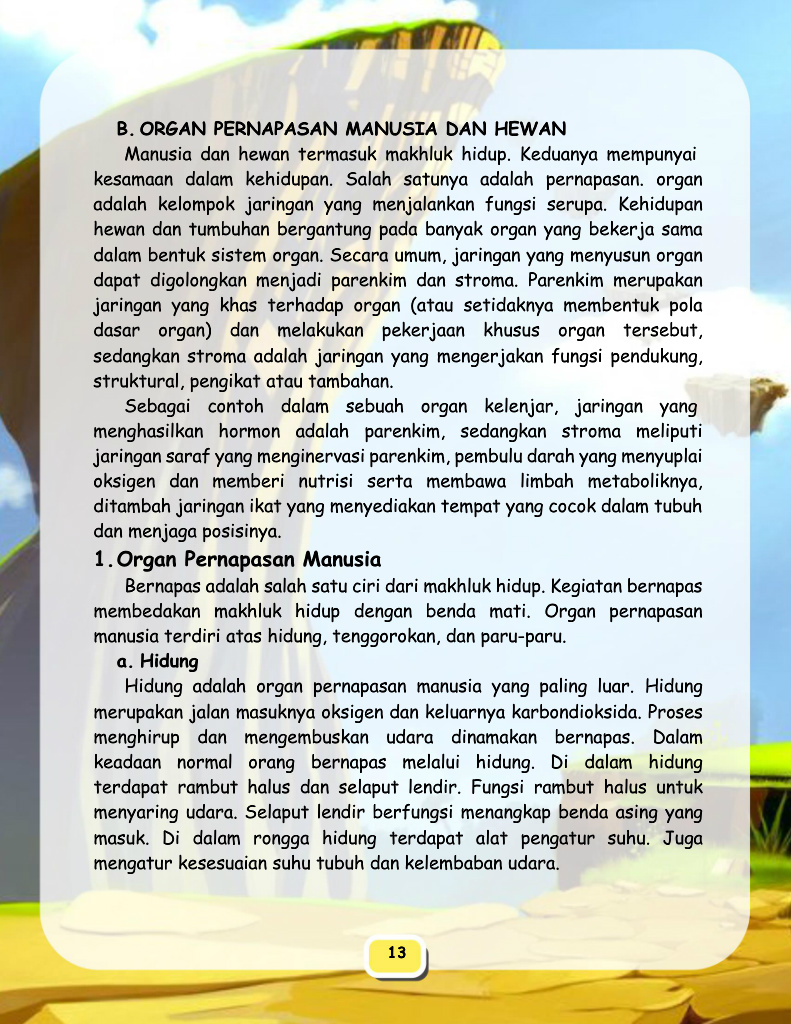 B. ORGAN PERNAPASAN MANUSIA DAN HEWAN
Manusia dan hewan termasuk makhluk hidup. Keduanya mempunyai
kesamaan dalam kehidupan. Salah satunya adalah pernapasan. organ
adalah kelompok jaringan yang menjalankan fungsi serupa. Kehidupan
hewan dan tumbuhan bergantung pada banyak organ yang bekerja sama
dalam bentuk sistem organ. Secara umum, jaringan yang menyusun organ
dapat digolongkan menjadi parenkim dan stroma. Parenkim merupakan
jaringan yang khas terhadap organ (atau setidaknya membentuk pola
dasar organ) dan melakukan pekerjaan khusus organ tersebut,
sedangkan stroma adalah jaringan yang mengerjakan fungsi pendukung,
struktural, pengikat atau tambahan.
Sebagai contoh dalam sebuah organ kelenjar, jaringan yang
menghasilkan hormon adalah parenkim, sedangkan stroma meliputi
jaringan saraf yang menginervasi parenkim, pembulu darah yang menyuplai
oksigen dan memberi nutrisi serta membawa limbah metaboliknya,
ditambah jaringan ikat yang menyediakan tempat yang cocok dalam tubuh
dan menjaga posisinya.
1. Organ Pernapasan Manusia
Bernapas adalah salah satu ciri dari makhluk hidup. Kegiatan bernapas
membedakan makhluk hidup dengan benda mati. Organ pernapasan
manusia terdiri atas hidung, tenggorokan, dan paru-paru.
a. Hidung
Hidung adalah organ pernapasan manusia yang paling luar. Hidung
merupakan jalan masuknya oksigen dan keluarnya karbondioksida. Proses
menghirup dan mengembuskan udara dinamakan bernapas. Dalam
keadaan normal orang bernapas melalui hidung. Di dalam hidung
terdapat rambut halus dan selaput lendir. Fungsi rambut halus untuk
menyaring udara. Selaput lendir berfungsi menangkap benda asing yang
masuk. Di dalam rongga hidung terdapat alat pengatur suhu. Juga
mengatur kesesuaian suhu tubuh dan kelembaban udara.
13